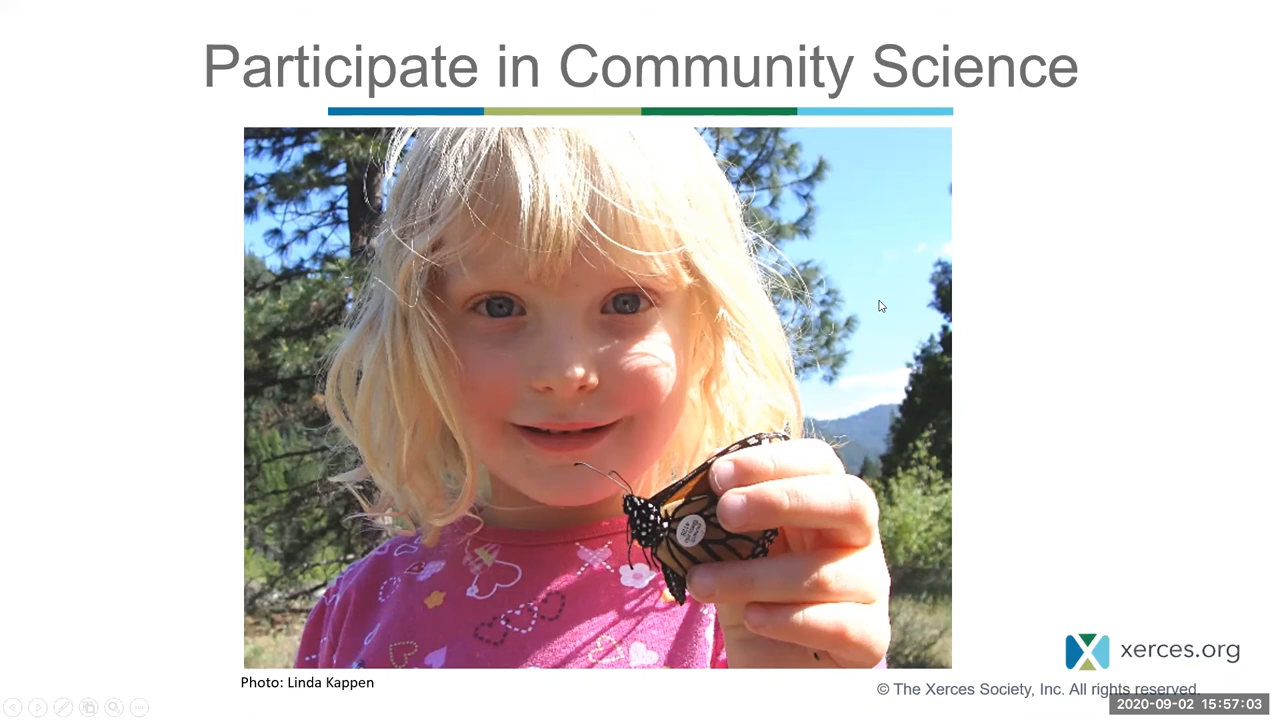 Participate in Community Science
Photo: Linda Kappen
xerces.org
© The Xerces Society, Inc. All rights reserved.
2020-09-02 15:57:03